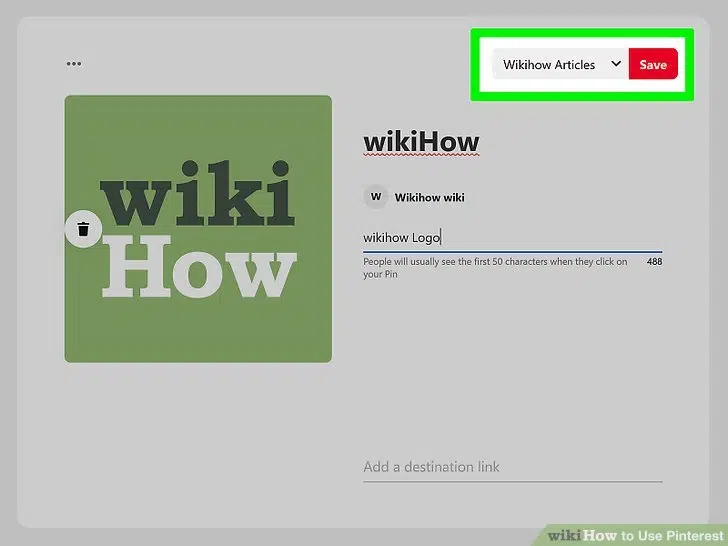 •••
Wikihow Articles
Save
wiki
How
wikiHow
W
Wikihow wiki
wikihow Logo
People will usually see the first 50 characters when they click on
your Pin
488
Add a destination link
wikiHow to Use Pinterest